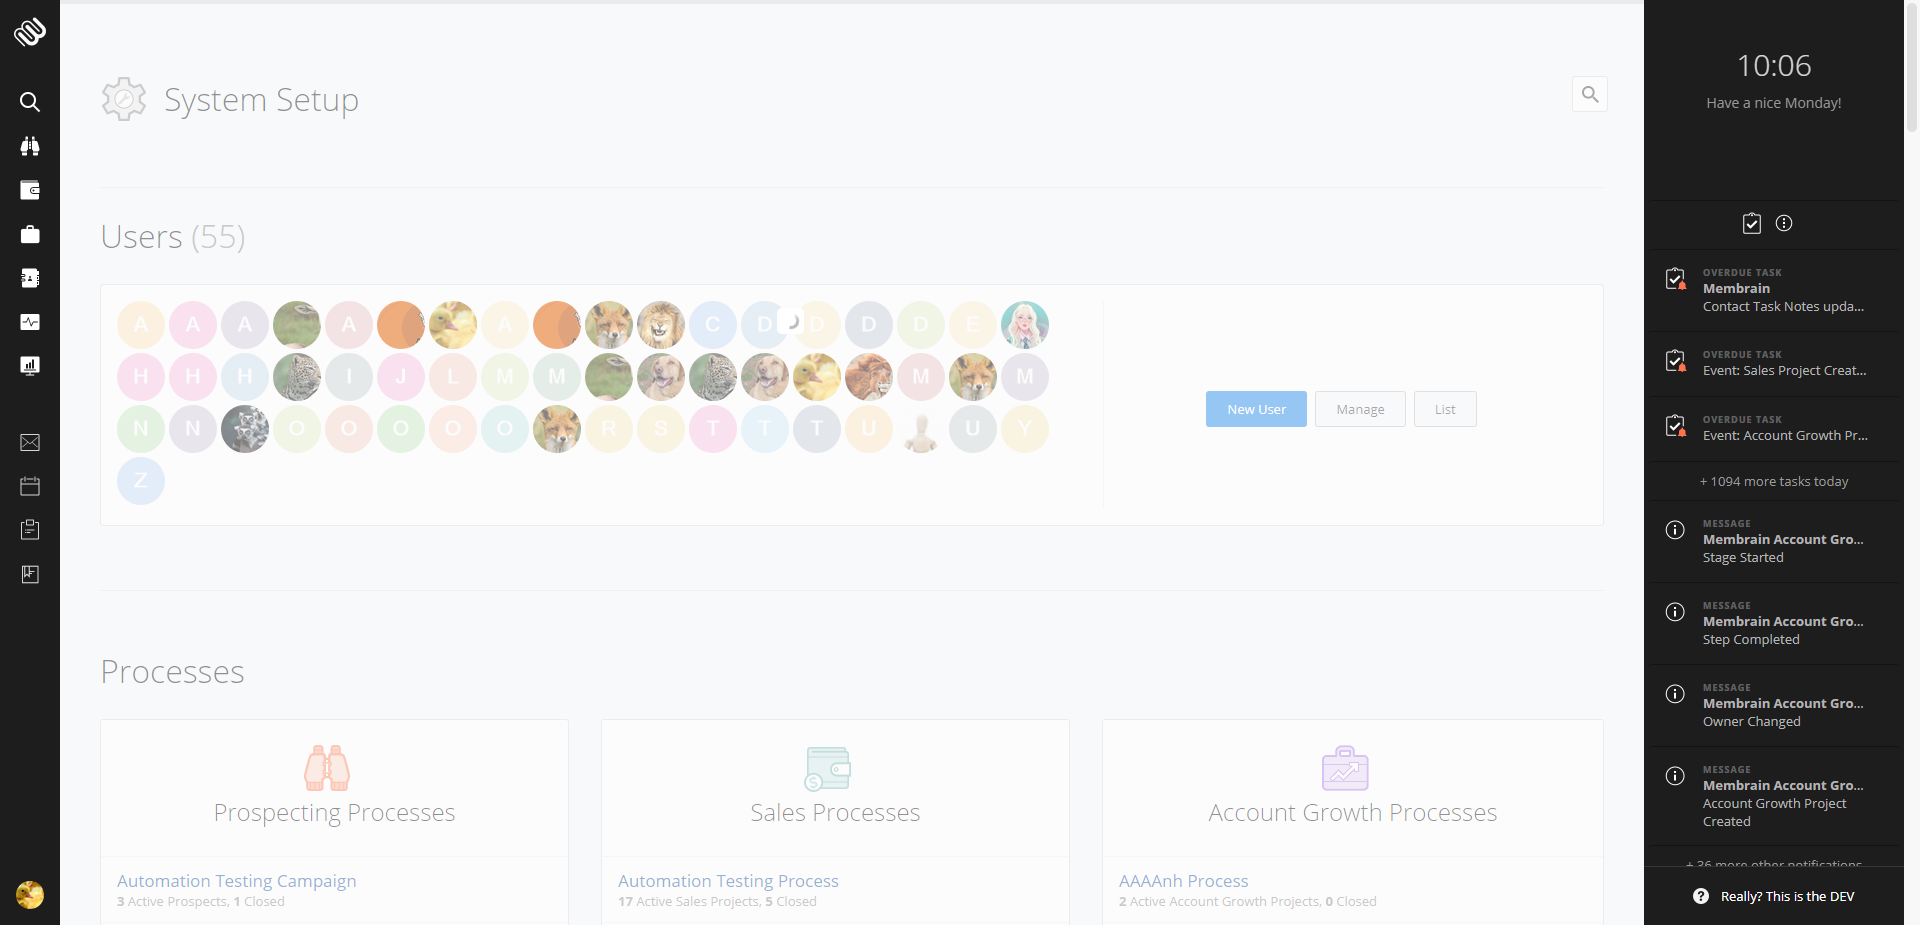 System Setup
Users (55)
A A A A A C D D D D E
H H H I J L M M M M
N N O O O O O R S T T T U U Y
Z
New User
Manage
List
Processes
Prospecting Processes
Automation Testing Campaign
3 Active Prospects, 1 Closed
Sales Processes
Automation Testing Process
17 Active Sales Projects, 5 Closed
Account Growth Processes
AAAAnh Process
2 Active Account Growth Projects, 0 Closed
10:06
Have a nice Monday!
OVERDUE TASK
Membrain
Contact Task Notes upda...
OVERDUE TASK
Event: Sales Project Creat...
OVERDUE TASK
Event: Account Growth Pr...
+ 1094 more tasks today
MESSAGE
Membrain Account Gro...
Stage Started
MESSAGE
Membrain Account Gro...
Step Completed
MESSAGE
Membrain Account Gro...
Owner Changed
MESSAGE
Membrain Account Gro...
Account Growth Project
Created
+ 36 more other notifications
Really? This is the DEV